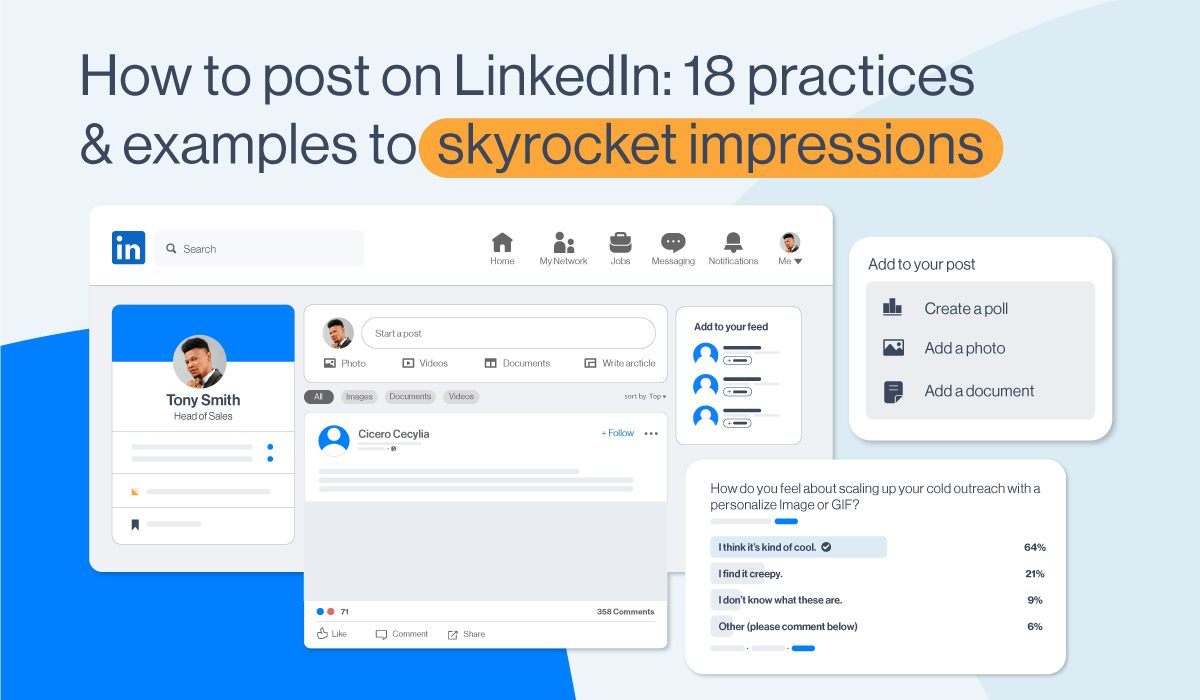 How to post on LinkedIn: 18 practices
& examples to skyrocket impressions
in
Search
Home
My Network
Jobs
Messaging
Notifications
Me
Tony Smith
Head of Sales
Start a post
Photo
Videos
Documents
Write arcticle
All
Images
Documents
Videos
sort by Top
Cicero Cecylia
+ Follow
71
358 Comments
Like
Comment
Share
Add to your feed
Add to your post
Create a poll
Add a photo
Add a document
How do you feel about scaling up your cold outreach with a
personalize Image or GIF?
I think it's kind of cool.
64%
I find it creepy.
21%
I don't know what these are.
9%
Other (please comment below)
6%